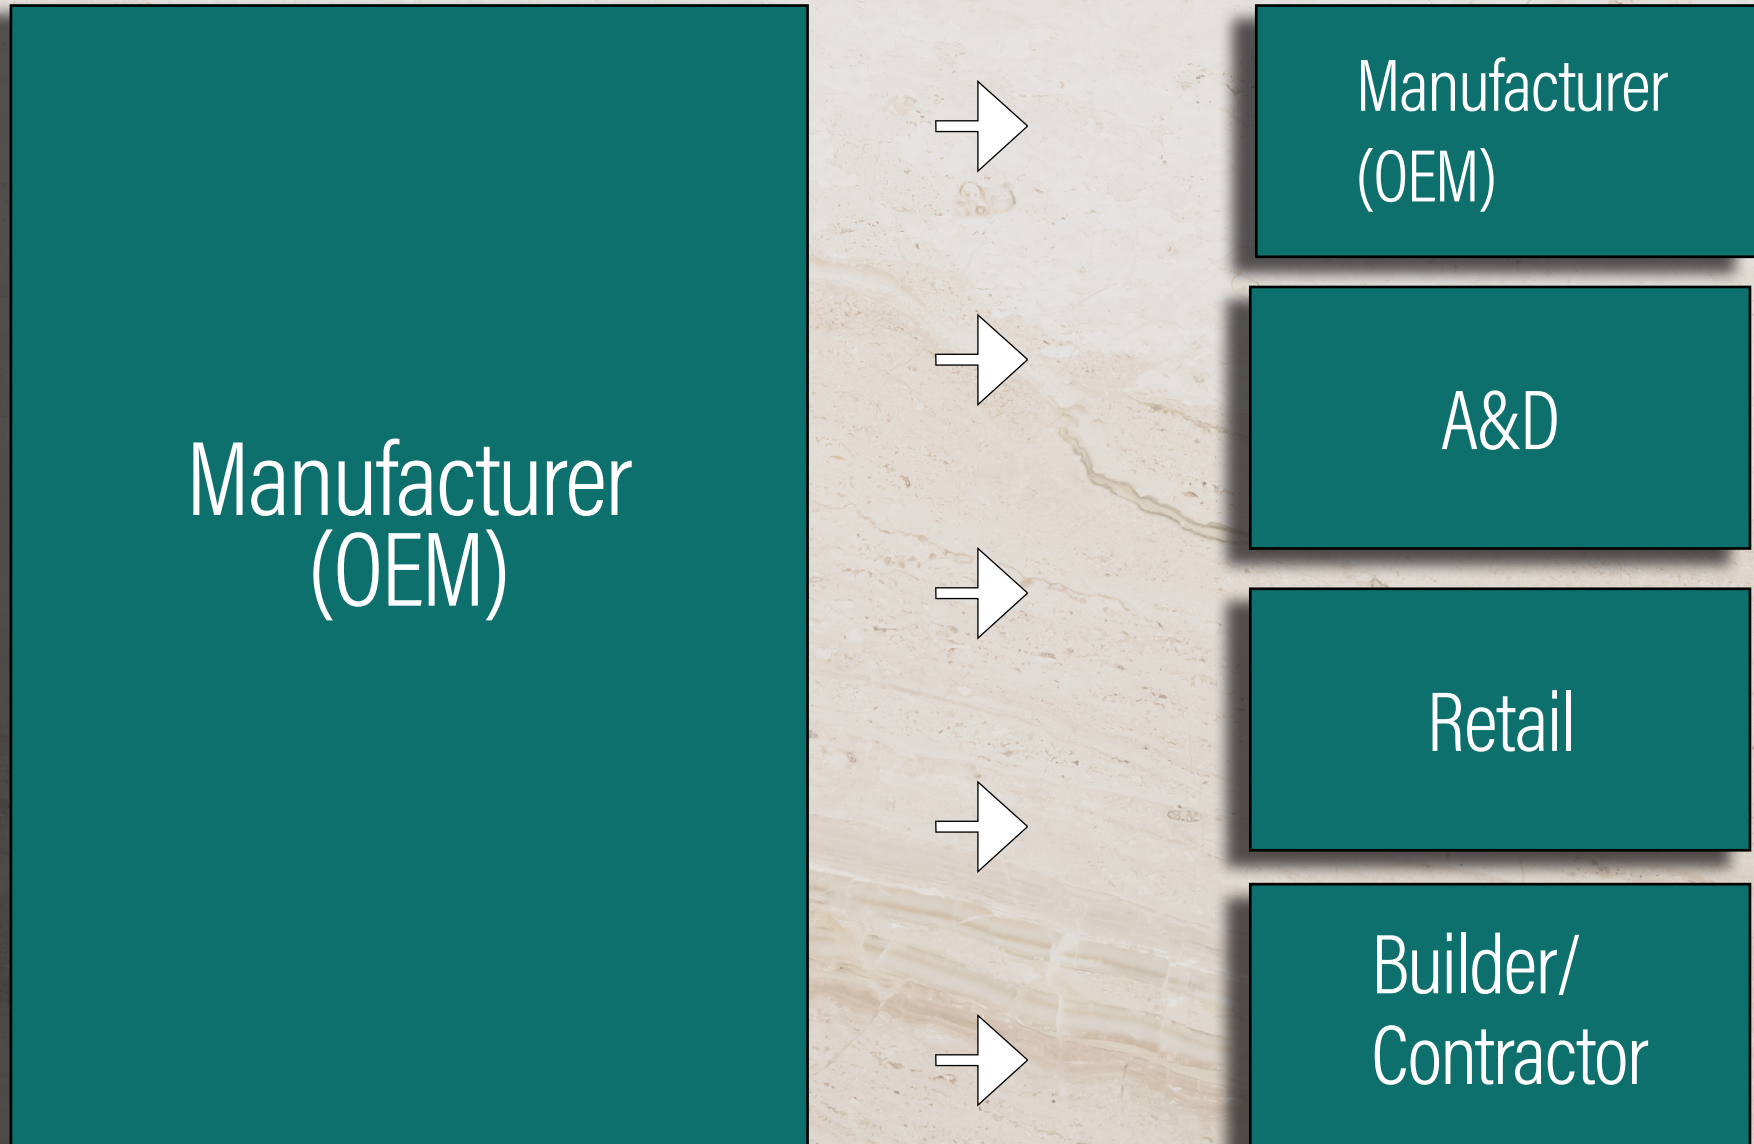 Manufacturer
(OEM)
Manufacturer
(OEM)
A&D
Retail
Builder/
Contractor